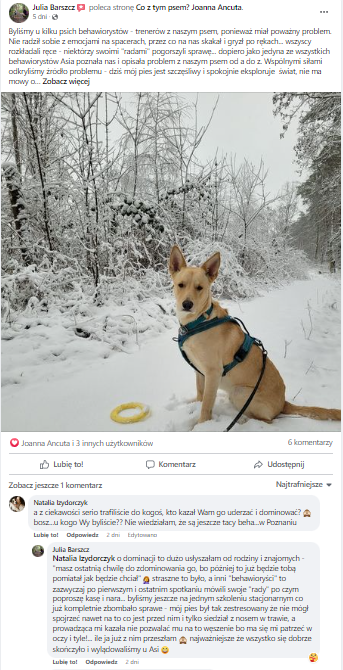 Julia Barszcz poleca stronę Co z tym psem? Joanna Ancuta.
5 dni
Byliśmy u kilku psich behawiorystów - trenerów z naszym psem, ponieważ miał poważny problem.
Nie radził sobie z emocjami na spacerach, przez co na nas skakał i gryzł po rękach... wszyscy
rozkładali ręce - niektórzy swoimi "radami" pogorszyli sprawę... dopiero jako jedyna ze wszystkich
behawiorystów Asia poznała nas i opisała problem z naszym psem od a do z. Wspólnymi siłami
odkryliśmy źródło problemu - dziś mój pies jest szczęśliwy i spokojnie eksploruje świat, nie ma
mowy o... Zobacz więcej
Joanna Ancuta i 3 innych użytkowników
6 komentarzy
Lubię to!
Komentarz
Udostępnij
Zobacz jeszcze 1 komentarz
Najtrafniejsze
Natalia Izydorczyk
a z ciekawości serio trafiliście do kogoś, kto kazał Wam go uderzać i dominować?
bosz...u kogo Wy byliście?? Nie wiedziałam, ze są jeszcze tacy beha...w Poznaniu
Lubię to! Odpowiedz 2 dni Edytowano
Julia Barszcz
Natalia Izydorczyk o dominacji to dużo usłyszałam od rodziny i znajomych -
"masz ostatnią chwilę do zdominowania go, bo później to już będzie tobą
pomiatał jak będzie chciał" straszne to było, a inni "behawioryści" to
zazwyczaj po pierwszym i ostatnim spotkaniu mówili swoje "rady" po czym
poproszę kasę i nara... byliśmy jeszcze na jednym szkoleniu stacjonarnym co
już kompletnie zbombało sprawe - mój pies był tak zestresowany że nie mógł
spojrzeć nawet na to co jest przed nim i tylko siedział z nosem w trawie, a
prowadząca mi kazała nie pozwalać mu na to węszenie bo ma się mi patrzeć w
oczy i tyle!... ile ja już z nim przeszłam najważniejsze ze wszystko się dobrze
skończyło i wylądowaliśmy u Asi
Lubię to! Odpowiedz 2 dni